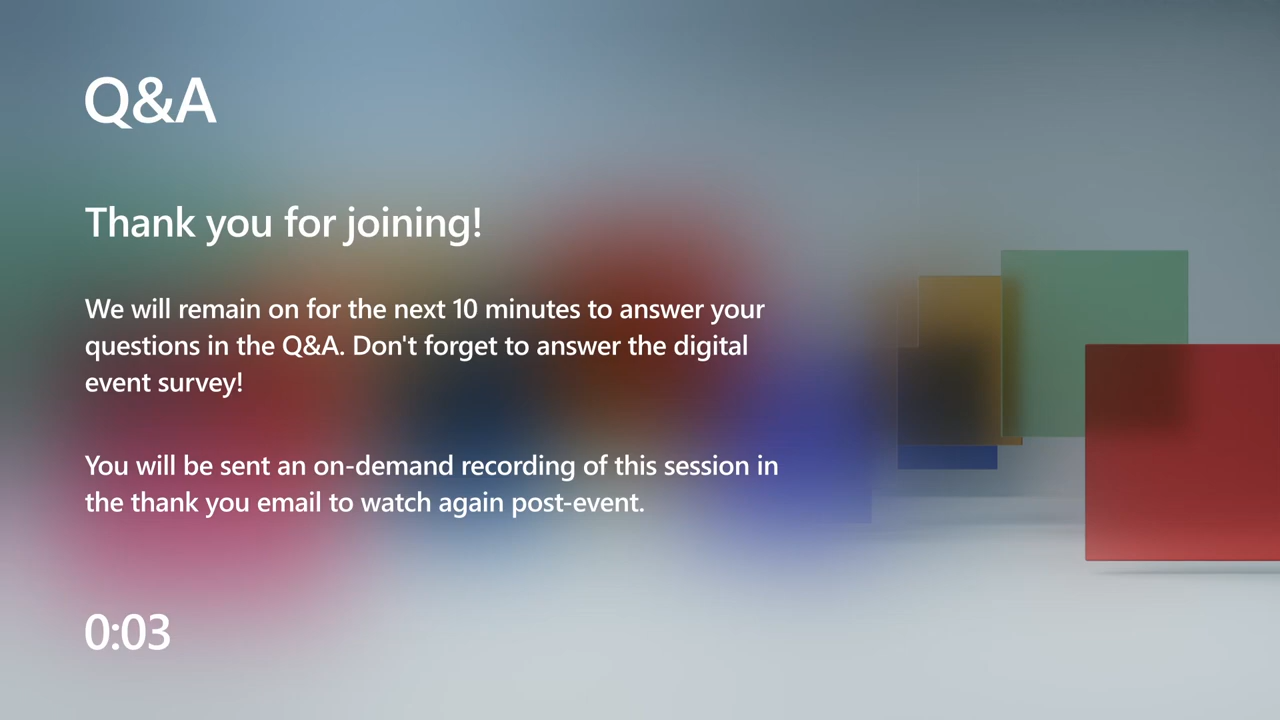 Q&A
Thank you for joining!
We will remain on for the next 10 minutes to answer your
questions in the Q&A. Don't forget to answer the digital
event survey!
You will be sent an on-demand recording of this session in
the thank you email to watch again post-event.
0:03